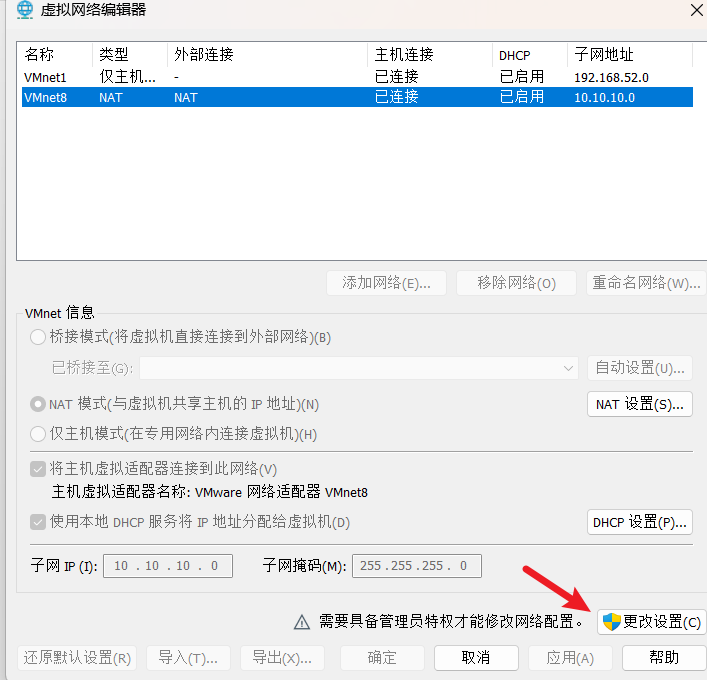 虚拟网络编辑器
名称 类型 外部连接 主机连接 DHCP 子网地址
VMnet1 仅主机... - 已连接 已启用 192.168.52.0
VMnet8 NAT NAT 已连接 已启用 10.10.10.0
添加网络(E)... 移除网络(O) 重命名网络(W)...
VMnet 信息
桥接模式(将虚拟机直接连接到外部网络)(B)
已桥接至(G): 自动设置(U)...
NAT 模式(与虚拟机共享主机的 IP 地址)(N) NAT 设置(S)...
仅主机模式(在专用网络内连接虚拟机)(H)
将主机虚拟适配器连接到此网络(V)
主机虚拟适配器名称: VMware 网络适配器 VMnet8
使用本地 DHCP 服务将 IP 地址分配给虚拟机(D) DHCP 设置(P)...
子网 IP (I): 10 . 10 . 10 . 0 子网掩码(M): 255 . 255 . 255 . 0
需要具备管理员特权才能修改网络配置。 更改设置(C)
还原默认设置(R) 导入(T)... 导出(X)... 确定 取消 应用(A) 帮助